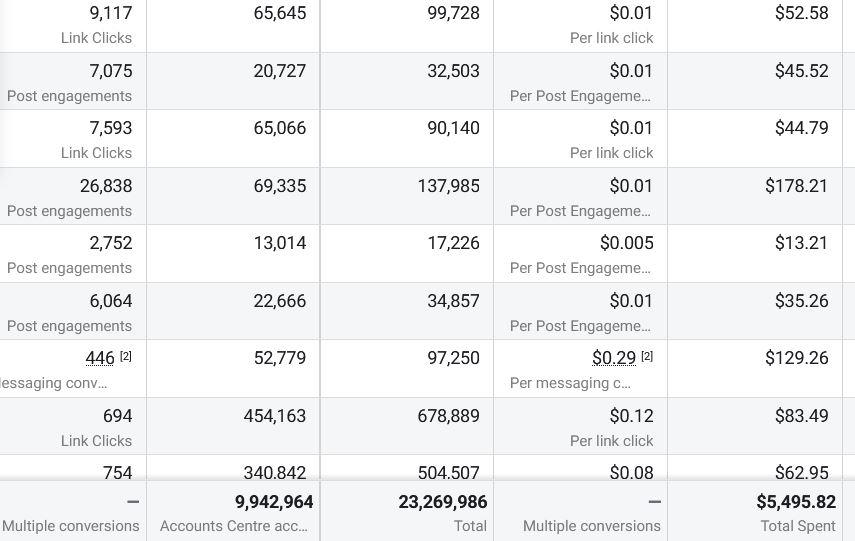 9,117 65,645 99,728 $0.01 $52.58
Link Clicks Per link click
7,075 20,727 32,503 $0.01 $45.52
Post engagements Per Post Engageme...
7,593 65,066 90,140 $0.01 $44.79
Link Clicks Per link click
26,838 69,335 137,985 $0.01 $178.21
Post engagements Per Post Engageme...
2,752 13,014 17,226 $0.005 $13.21
Post engagements Per Post Engageme...
6,064 22,666 34,857 $0.01 $35.26
Post engagements Per Post Engageme...
446 [2] 52,779 97,250 $0.29 [2] $129.26
essaging conv... Per messaging c...
694 454,163 678,889 $0.12 $83.49
Link Clicks Per link click
754 340,842 504,507 $0.08 $62.95
— 9,942,964 23,269,986 — $5,495.82
Multiple conversions Accounts Centre acc... Total Multiple conversions Total Spent